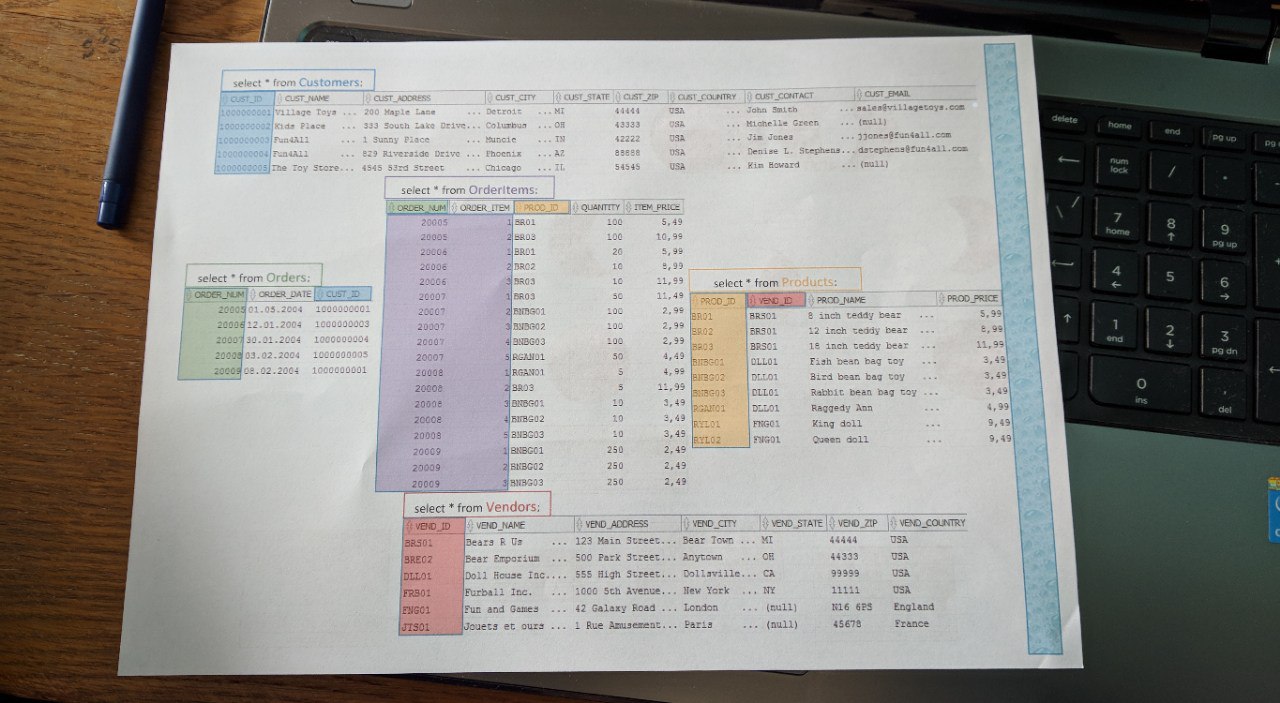 select * from Customers;
CUST_ID CUST_NAME CUST_ADDRESS CUST_CITY CUST_STATE CUST_ZIP CUST_COUNTRY CUST_CONTACT CUST_EMAIL
1000000001 Village Toys ... 200 Maple Lane ... Detroit ... MI 44444 USA ... John Smith ... sales@villagetoys.com
1000000002 Kids Place ... 333 South Lake Drive... Columbus ... OH 43333 USA ... Michelle Green ... (null)
1000000003 Fun4All ... 1 Sunny Place ... Muncie ... IN 42222 USA ... Jim Jones ... jjones@fun4all.com
1000000004 Fun4All ... 829 Riverside Drive ... Phoenix ... AZ 88888 USA ... Denise L. Stephens... dstephens@fun4all.com
1000000005 The Toy Store... 4545 53rd Street ... Chicago ... IL 54545 USA ... Kim Howard ... (null)
select * from OrderItems:
ORDER_NUM ORDER_ITEM PROD_ID QUANTITY ITEM_PRICE
20005 1 BR01 100 5,49
20005 2 BR03 100 10,99
20006 1 BR01 20 5,99
20006 2 BR02 10 8,99
20006 3 BR03 10 11,99
20007 1 BR03 50 11,49
20007 2 BNBG01 100 2,99
20007 3 BNBG02 100 2,99
20007 4 BNBG03 100 2,99
20007 5 RGAN01 50 4,49
20008 1 RGAN01 5 4,99
20008 2 BR03 5 11,99
20008 3 BNBG01 10 3,49
20008 4 BNBG02 10 3,49
20008 5 BNBG03 10 3,49
20009 1 BNBG01 250 2,49
20009 2 BNBG02 250 2,49
20009 3 BNBG03 250 2,49
select * from Orders;
ORDER_NUM ORDER_DATE CUST_ID
20005 01.05.2004 1000000001
20006 12.01.2004 1000000003
20007 30.01.2004 1000000004
20008 03.02.2004 1000000005
20009 08.02.2004 1000000001
select * from Products:
PROD_ID VEND_ID PROD_NAME PROD_PRICE
BR01 BRS01 8 inch teddy bear ... 5,99
BR02 BRS01 12 inch teddy bear ... 8,99
BR03 BRS01 18 inch teddy bear ... 11,99
BNBG01 DLL01 Fish bean bag toy ... 3,49
BNBG02 DLL01 Bird bean bag toy ... 3,49
BNBG03 DLL01 Rabbit bean bag toy ... 3,49
RGAN01 DLL01 Raggedy Ann ... 4,99
RYL01 FNG01 King doll ... 9,49
RYL02 FNG01 Queen doll ... 9,49
select * from Vendors;
VEND_ID VEND_NAME VEND_ADDRESS VEND_CITY VEND_STATE VEND_ZIP VEND_COUNTRY
BRS01 Bears R Us ... 123 Main Street... Bear Town ... MI 44444 USA
BRE02 Bear Emporium ... 500 Park Street... Anytown ... OH 44333 USA
DLL01 Doll House Inc.... 555 High Street... Dollsville... CA 99999 USA
FRB01 Furball Inc. ... 1000 5th Avenue... New York ... NY 11111 USA
FNG01 Fun and Games ... 42 Galaxy Road ... London ... (null) N16 6PS England
JTS01 Jouets et ours ... 1 Rue Amusement... Paris ... (null) 45678 France
delete home end pg up
num lock / *
7 home 8 9 pg up
4 5 6
1 end 2 3 pg dn
0 ins , del